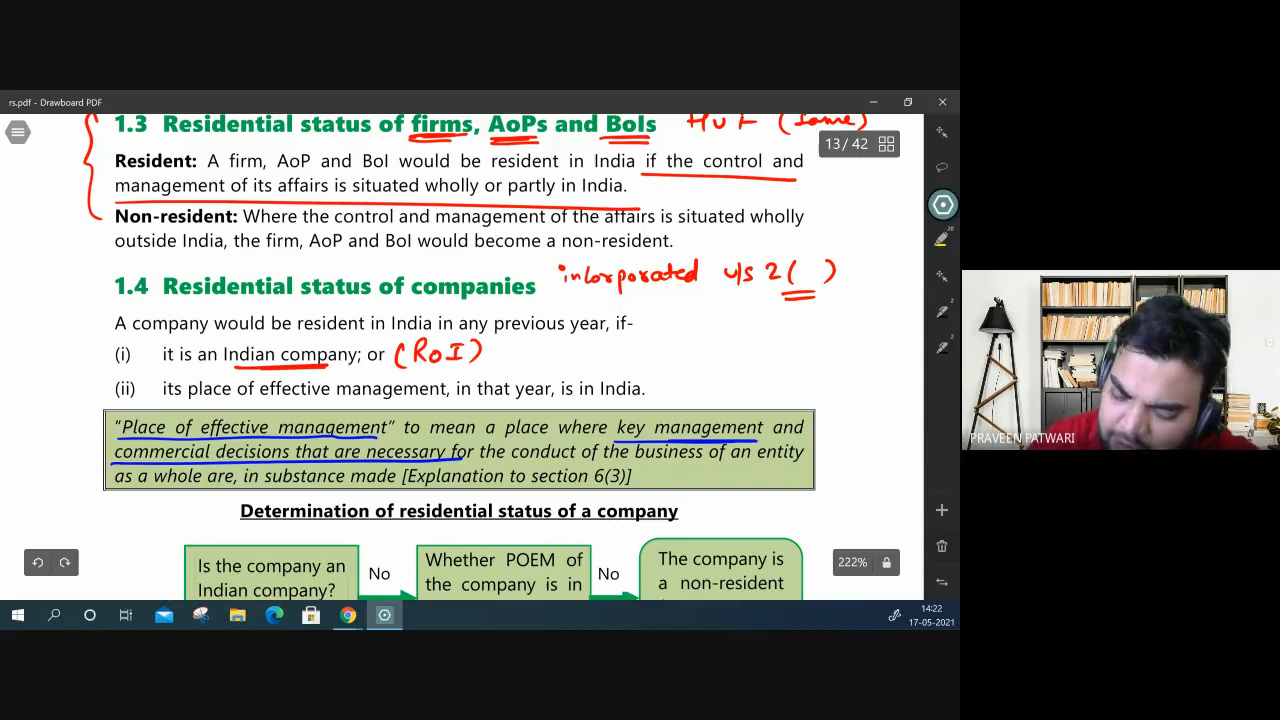 rs.pdf - Drawboard PDF
1.3 Residential status of firms, AoPs and BoIs HUF (Same)
13 / 42
Resident: A firm, AoP and BoI would be resident in India if the control and
management of its affairs is situated wholly or partly in India.
Non-resident: Where the control and management of the affairs is situated wholly
outside India, the firm, AoP and BoI would become a non-resident.
incorporated u/s 2( )
1.4 Residential status of companies
A company would be resident in India in any previous year, if-
(i) it is an Indian company; or (RoI)
(ii) its place of effective management, in that year, is in India.
"Place of effective management” to mean a place where key management and
commercial decisions that are necessary for the conduct of the business of an entity
as a whole are, in substance made [Explanation to section 6(3)]
Determination of residential status of a company
Is the company an
Indian company?
No
Whether POEM of
the company is in
No
The company is
a non-resident
222%
14:22
17-05-2021
PRAVEEN PATWARI
20
2
2